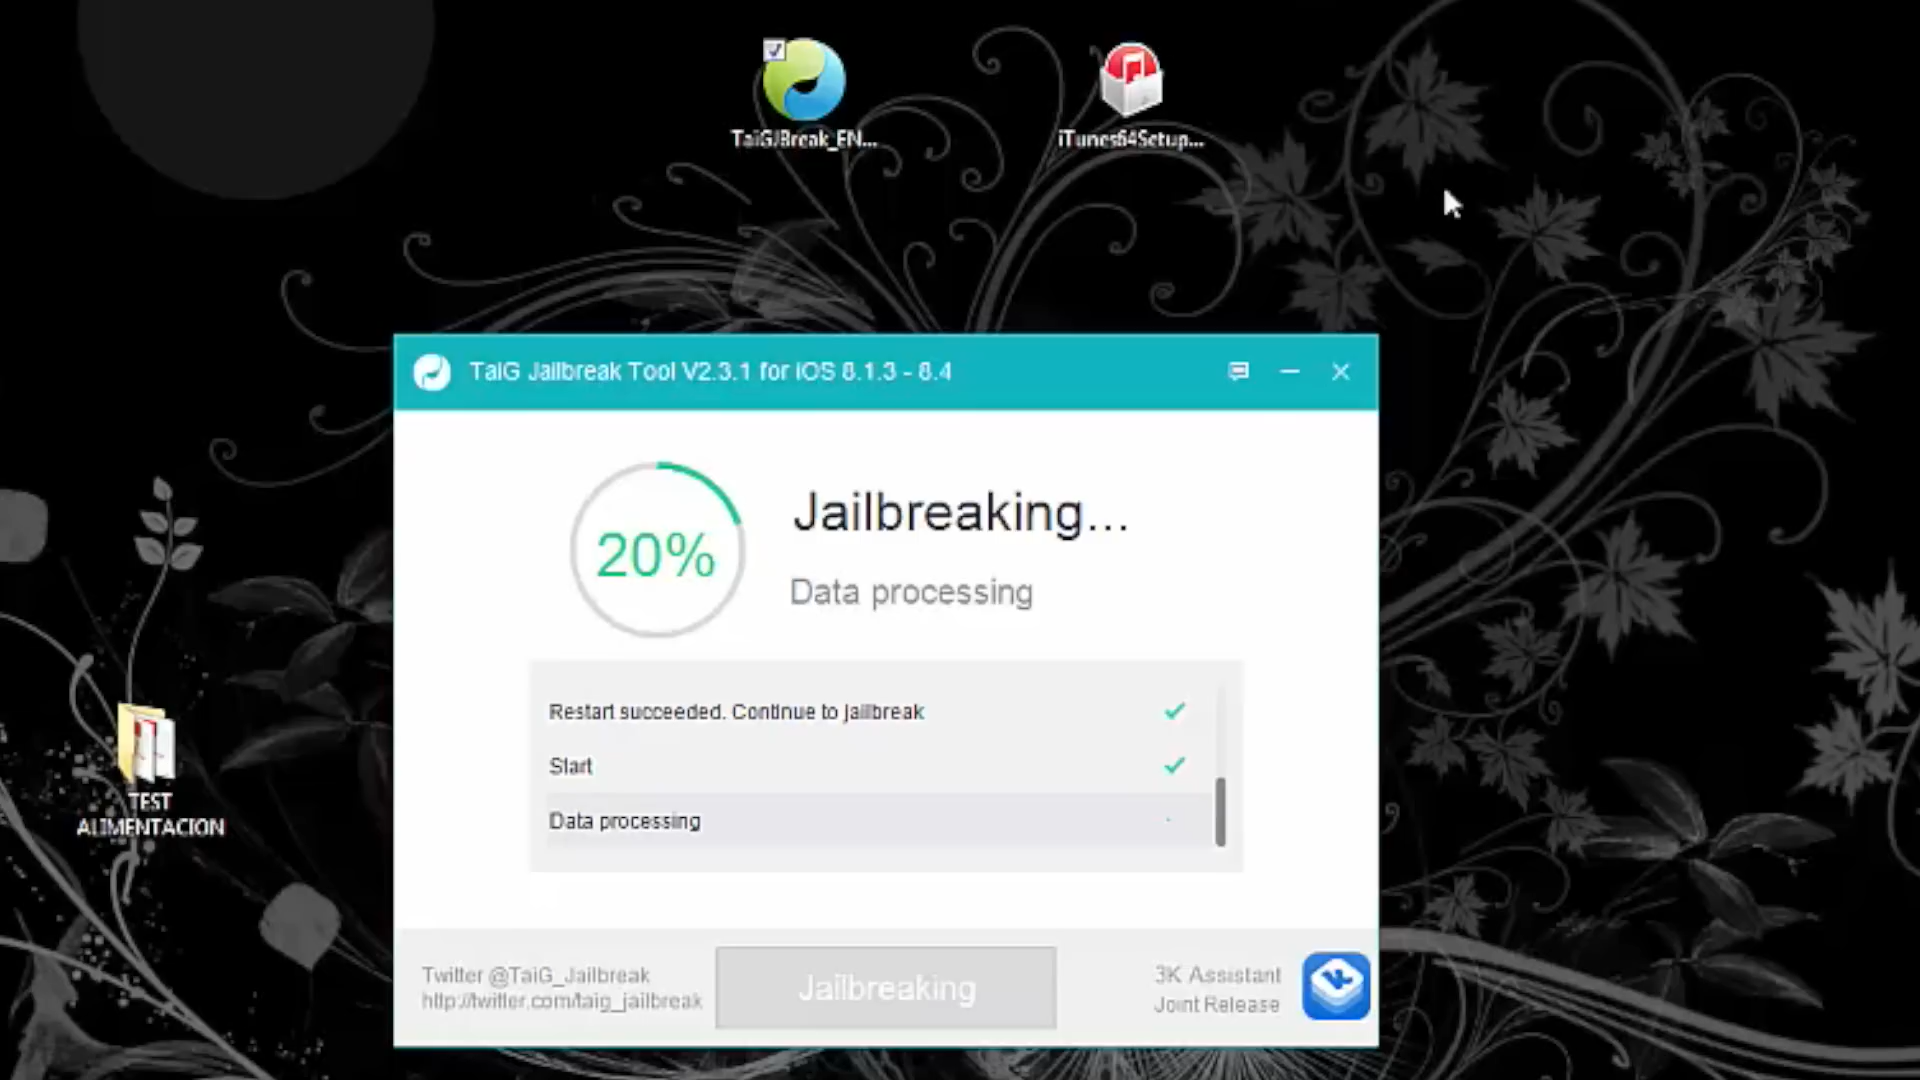 TaiGJBreak_EN...
iTunes64Setup...
TaiG Jailbreak Tool V2.3.1 for iOS 8.1.3 - 8.4
20%
Jailbreaking...
Data processing
Restart succeeded. Continue to jailbreak
Start
Data processing
TEST
ALIMENTACION
Twitter @TaiG_Jailbreak
http://twitter.com/taig_jailbreak
Jailbreaking
3K Assistant
Joint Release